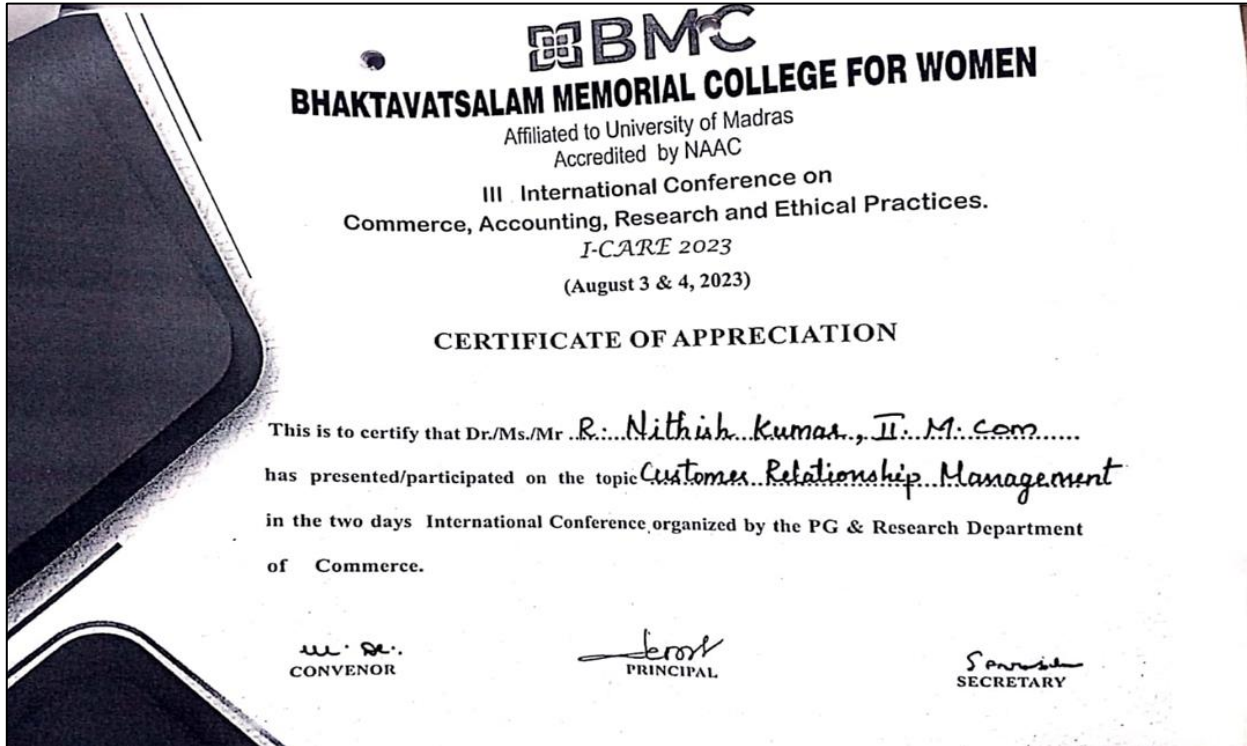 BMC
BHAKTAVATSALAM MEMORIAL COLLEGE FOR WOMEN
Affiliated to University of Madras
Accredited by NAAC
III International Conference on
Commerce, Accounting, Research and Ethical Practices.
I-CARE 2023
(August 3 & 4, 2023)
CERTIFICATE OF APPRECIATION
This is to certify that Dr./Ms./Mr R. Nithish Kumar, II. M. Com
has presented/participated on the topic Customer Relationship Management
in the two days International Conference organized by the PG & Research Department
of Commerce.
CONVENOR PRINCIPAL SECRETARY